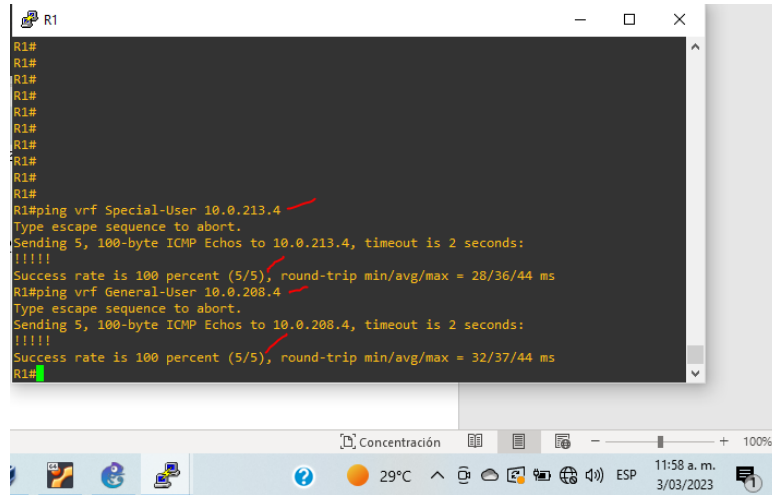 R1
R1#
R1#
R1#
R1#
R1#
R1#
R1#
R1#
R1#
R1#
R1#ping vrf Special-User 10.0.213.4
Type escape sequence to abort.
Sending 5, 100-byte ICMP Echos to 10.0.213.4, timeout is 2 seconds:
!!!!!
Success rate is 100 percent (5/5), round-trip min/avg/max = 28/36/44 ms
R1#ping vrf General-User 10.0.208.4
Type escape sequence to abort.
Sending 5, 100-byte ICMP Echos to 10.0.208.4, timeout is 2 seconds:
!!!!!
Success rate is 100 percent (5/5), round-trip min/avg/max = 32/37/44 ms
R1#
Concentración 100%
29°C ESP 11:58 a. m.
3/03/2023 1